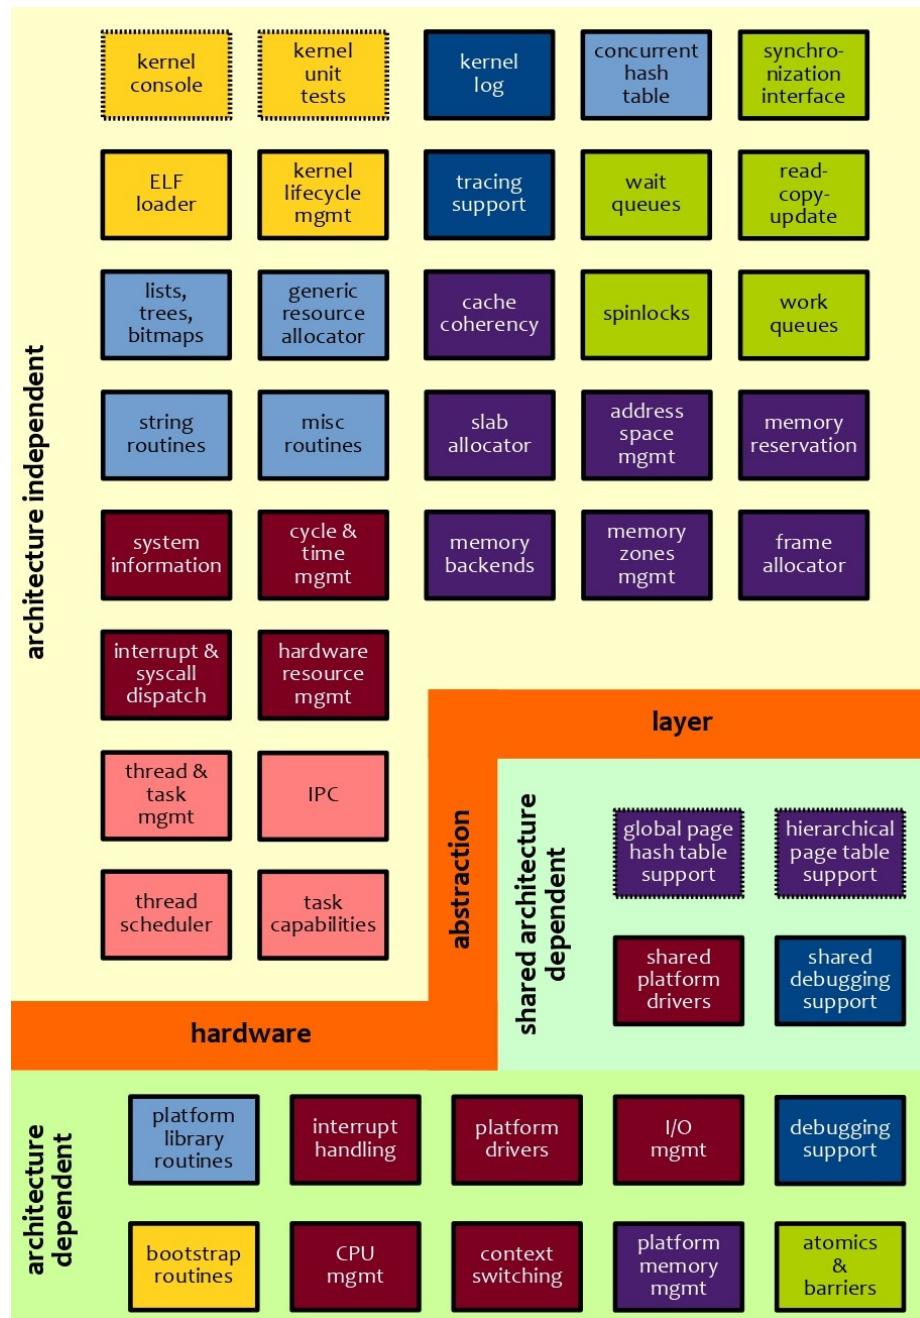 kernel
console
kernel
unit
tests
kernel
log
concurrent
hash
table
synchro-
nization
interface
ELF
loader
kernel
lifecycle
mgmt
tracing
support
wait
queues
read-
copy-
update
lists,
trees,
bitmaps
generic
resource
allocator
cache
coherency
spinlocks
work
queues
architecture independent
string
routines
misc
routines
slab
allocator
address
space
mgmt
memory
reservation
system
information
cycle &
time
mgmt
memory
backends
memory
zones
mgmt
frame
allocator
interrupt &
syscall
dispatch
hardware
resource
mgmt
layer
thread &
task
mgmt
IPC
abstraction
shared architecture
dependent
global page
hash table
support
hierarchical
page table
support
thread
scheduler
task
capabilities
shared
platform
drivers
shared
debugging
support
hardware
architecture
dependent
platform
library
routines
interrupt
handling
platform
drivers
I/O
mgmt
debugging
support
bootstrap
routines
CPU
mgmt
context
switching
platform
memory
mgmt
atomics
&
barriers